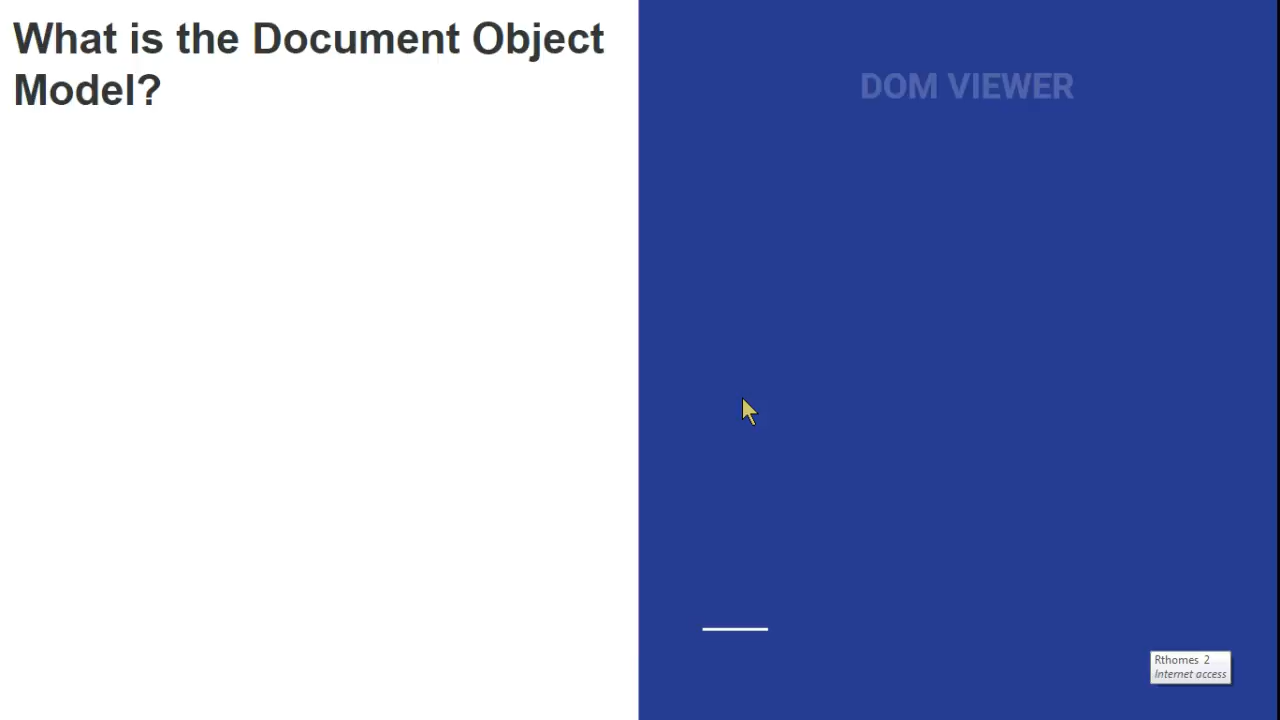 What is the Document Object
Model?
DOM VIEWER
Rthomes 2
Internet access